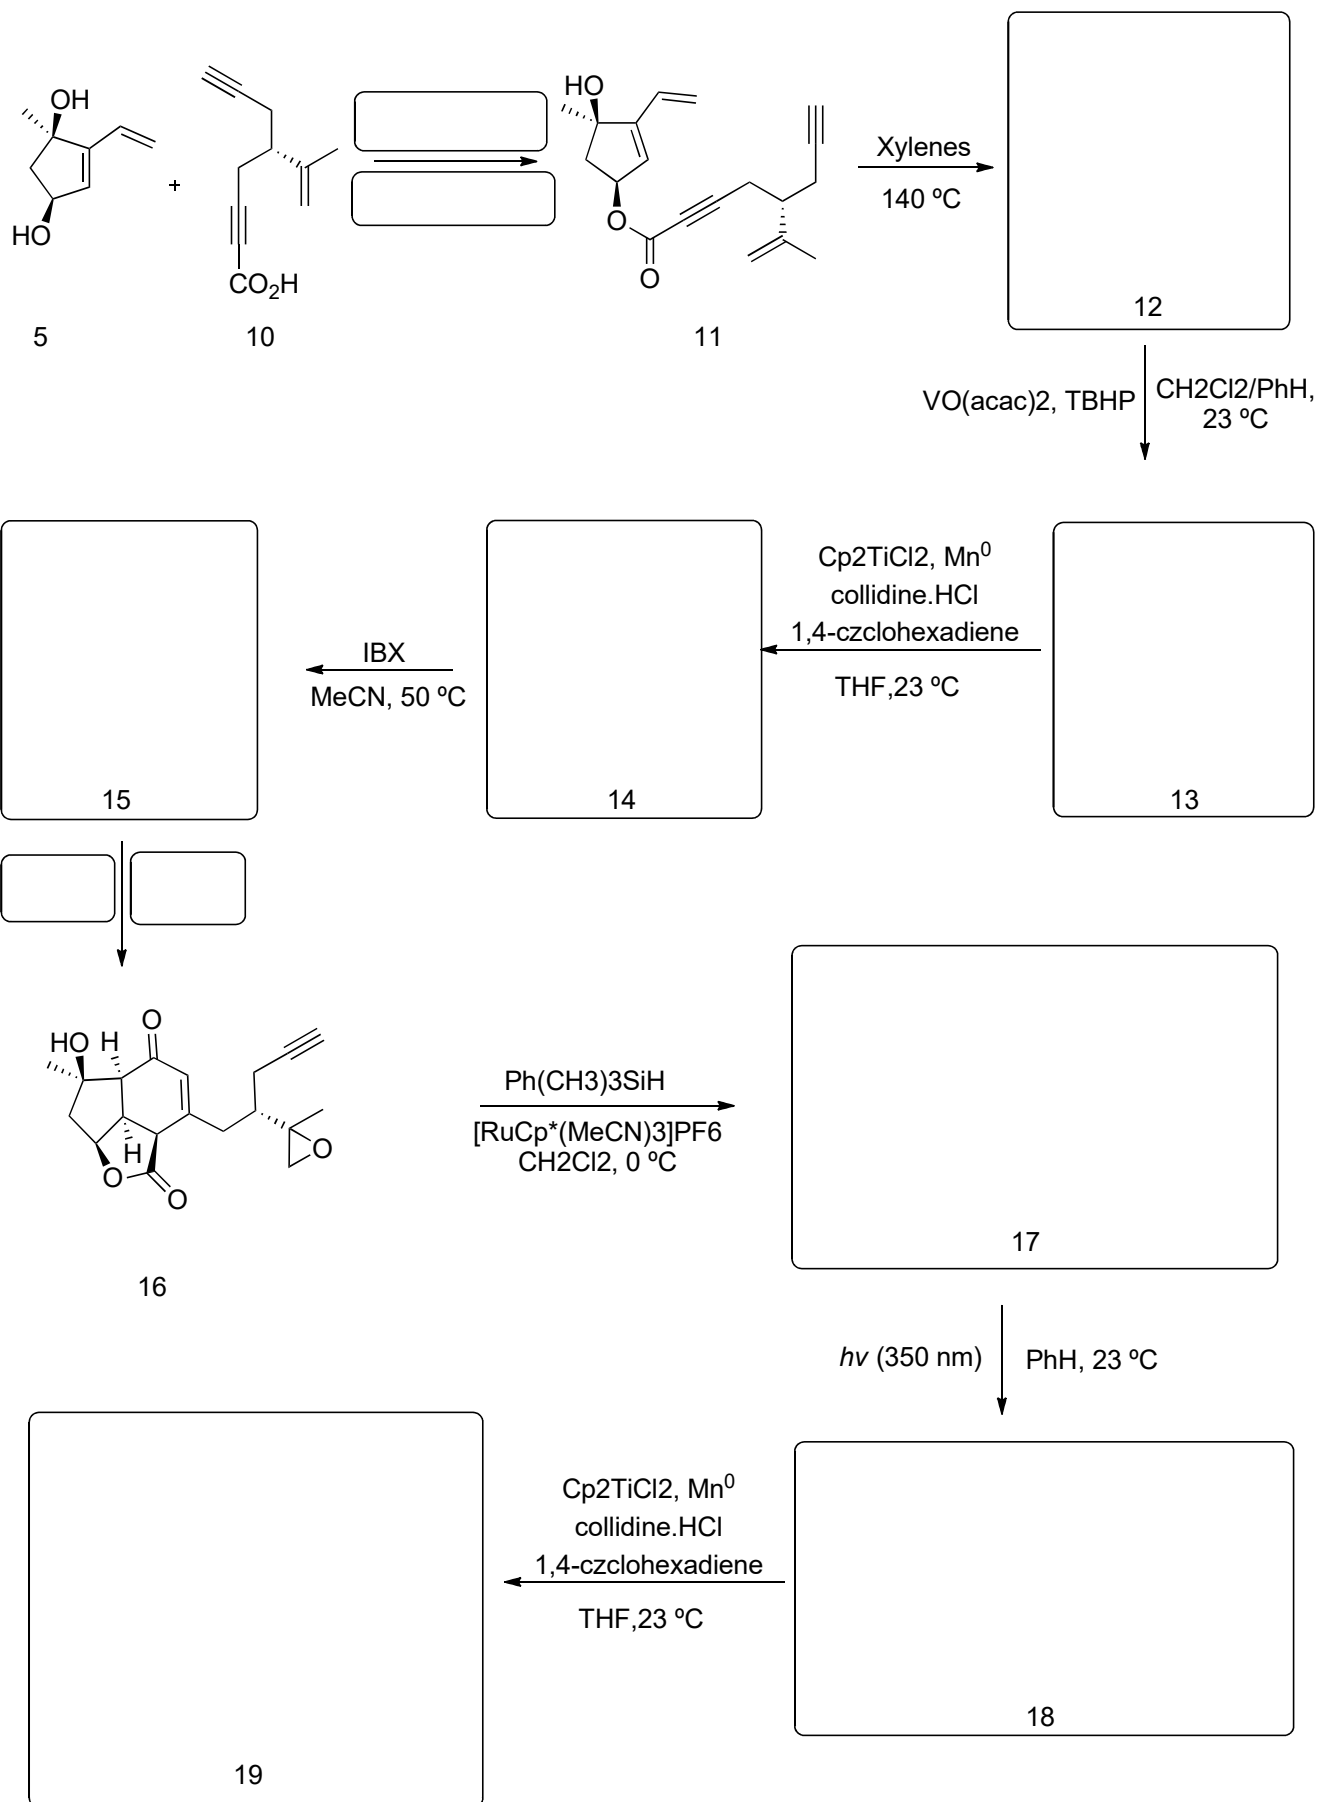 OH
HO
+
CO2H
5
10
HO
O
O
11
Xylenes
140 ºC
12
VO(acac)2, TBHP
CH2Cl2/PhH,
23 ºC
Cp2TiCl2, Mn0
collidine.HCl
1,4-czclohexadiene
THF,23 ºC
IBX
MeCN, 50 ºC
15
14
13
HO H
O
H
O
O
O
16
Ph(CH3)3SiH
[RuCp*(MeCN)3]PF6
CH2Cl2, 0 ºC
17
hv (350 nm)
PhH, 23 ºC
Cp2TiCl2, Mn0
collidine.HCl
1,4-czclohexadiene
THF,23 ºC
18
19